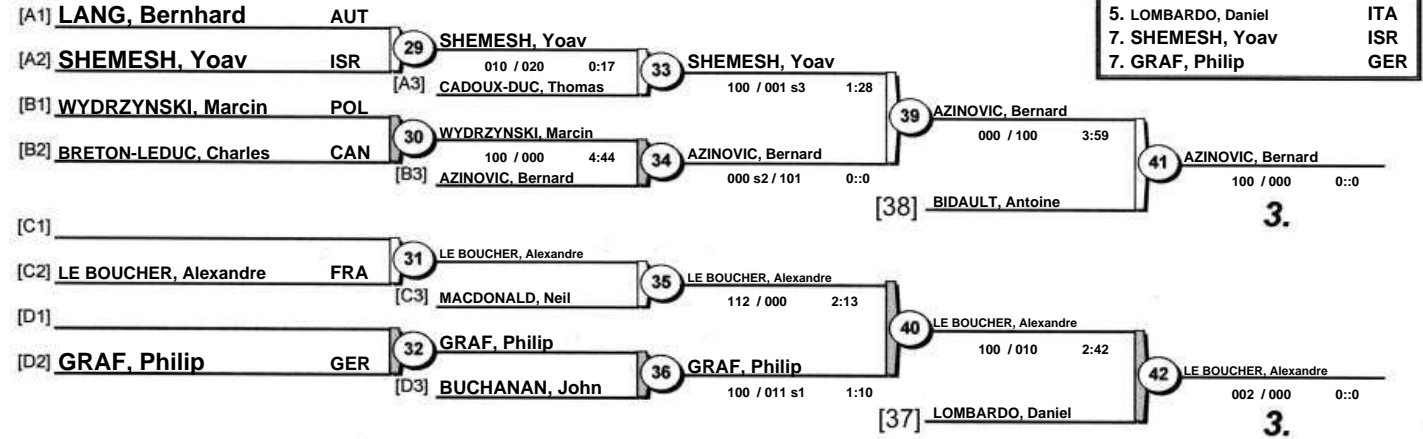 [A1] LANG, Bernhard AUT
[A2] SHEMESH, Yoav ISR
29
SHEMESH, Yoav
010 / 020 0:17
[A3] CADOUX-DUC, Thomas
33
SHEMESH, Yoav
100 / 001 s3 1:28
[B1] WYDRZYNSKI, Marcin POL
[B2] BRETON-LEDUC, Charles CAN
30
WYDRZYNSKI, Marcin
100 / 000 4:44
[B3] AZINOVIC, Bernard
34
AZINOVIC, Bernard
000 s2 / 101 0::0
39
AZINOVIC, Bernard
000 / 100 3:59
[38] BIDAULT, Antoine
41
AZINOVIC, Bernard
100 / 000 0::0
3.
[C1]
[C2] LE BOUCHER, Alexandre FRA
31
LE BOUCHER, Alexandre
[C3] MACDONALD, Neil
35
LE BOUCHER, Alexandre
112 / 000 2:13
[D1]
[D2] GRAF, Philip GER
32
GRAF, Philip
[D3] BUCHANAN, John
36
GRAF, Philip
100 / 011 s1 1:10
40
LE BOUCHER, Alexandre
100 / 010 2:42
[37] LOMBARDO, Daniel
42
LE BOUCHER, Alexandre
002 / 000 0::0
3.
5. LOMBARDO, Daniel ITA
7. SHEMESH, Yoav ISR
7. GRAF, Philip GER